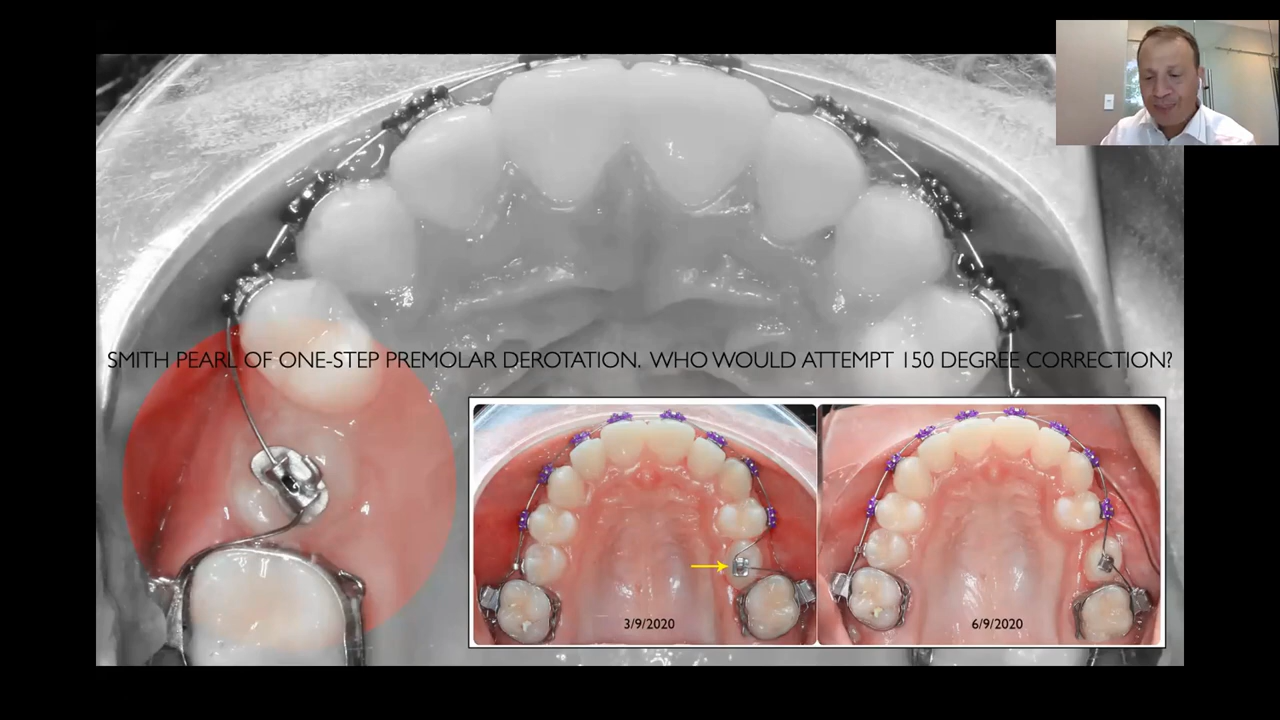 SMITH PEARL OF ONE-STEP PREMOLAR DEROTATION. WHO WOULD ATTEMPT 150 DEGREE CORRECTION?
3/9/2020
6/9/2020